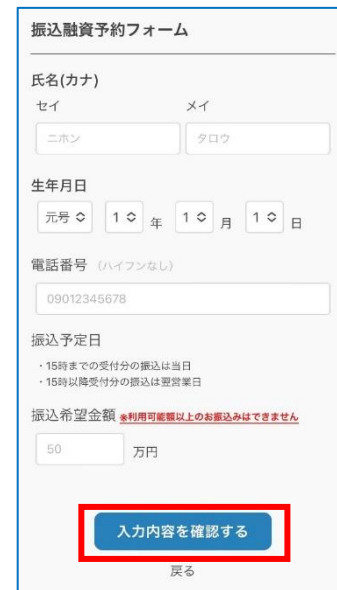 振込融資予約フォーム
氏名(カナ)
セイ メイ
ニホン タロウ
生年月日
元号 1 年 1 月 1 日
電話番号 (ハイフンなし)
09012345678
振込予定日
・15時までの受付分の振込は当日
・15時以降受付分の振込は翌営業日
振込希望金額 ※利用可能額以上のお振込みはできません
50 万円
入力内容を確認する
戻る